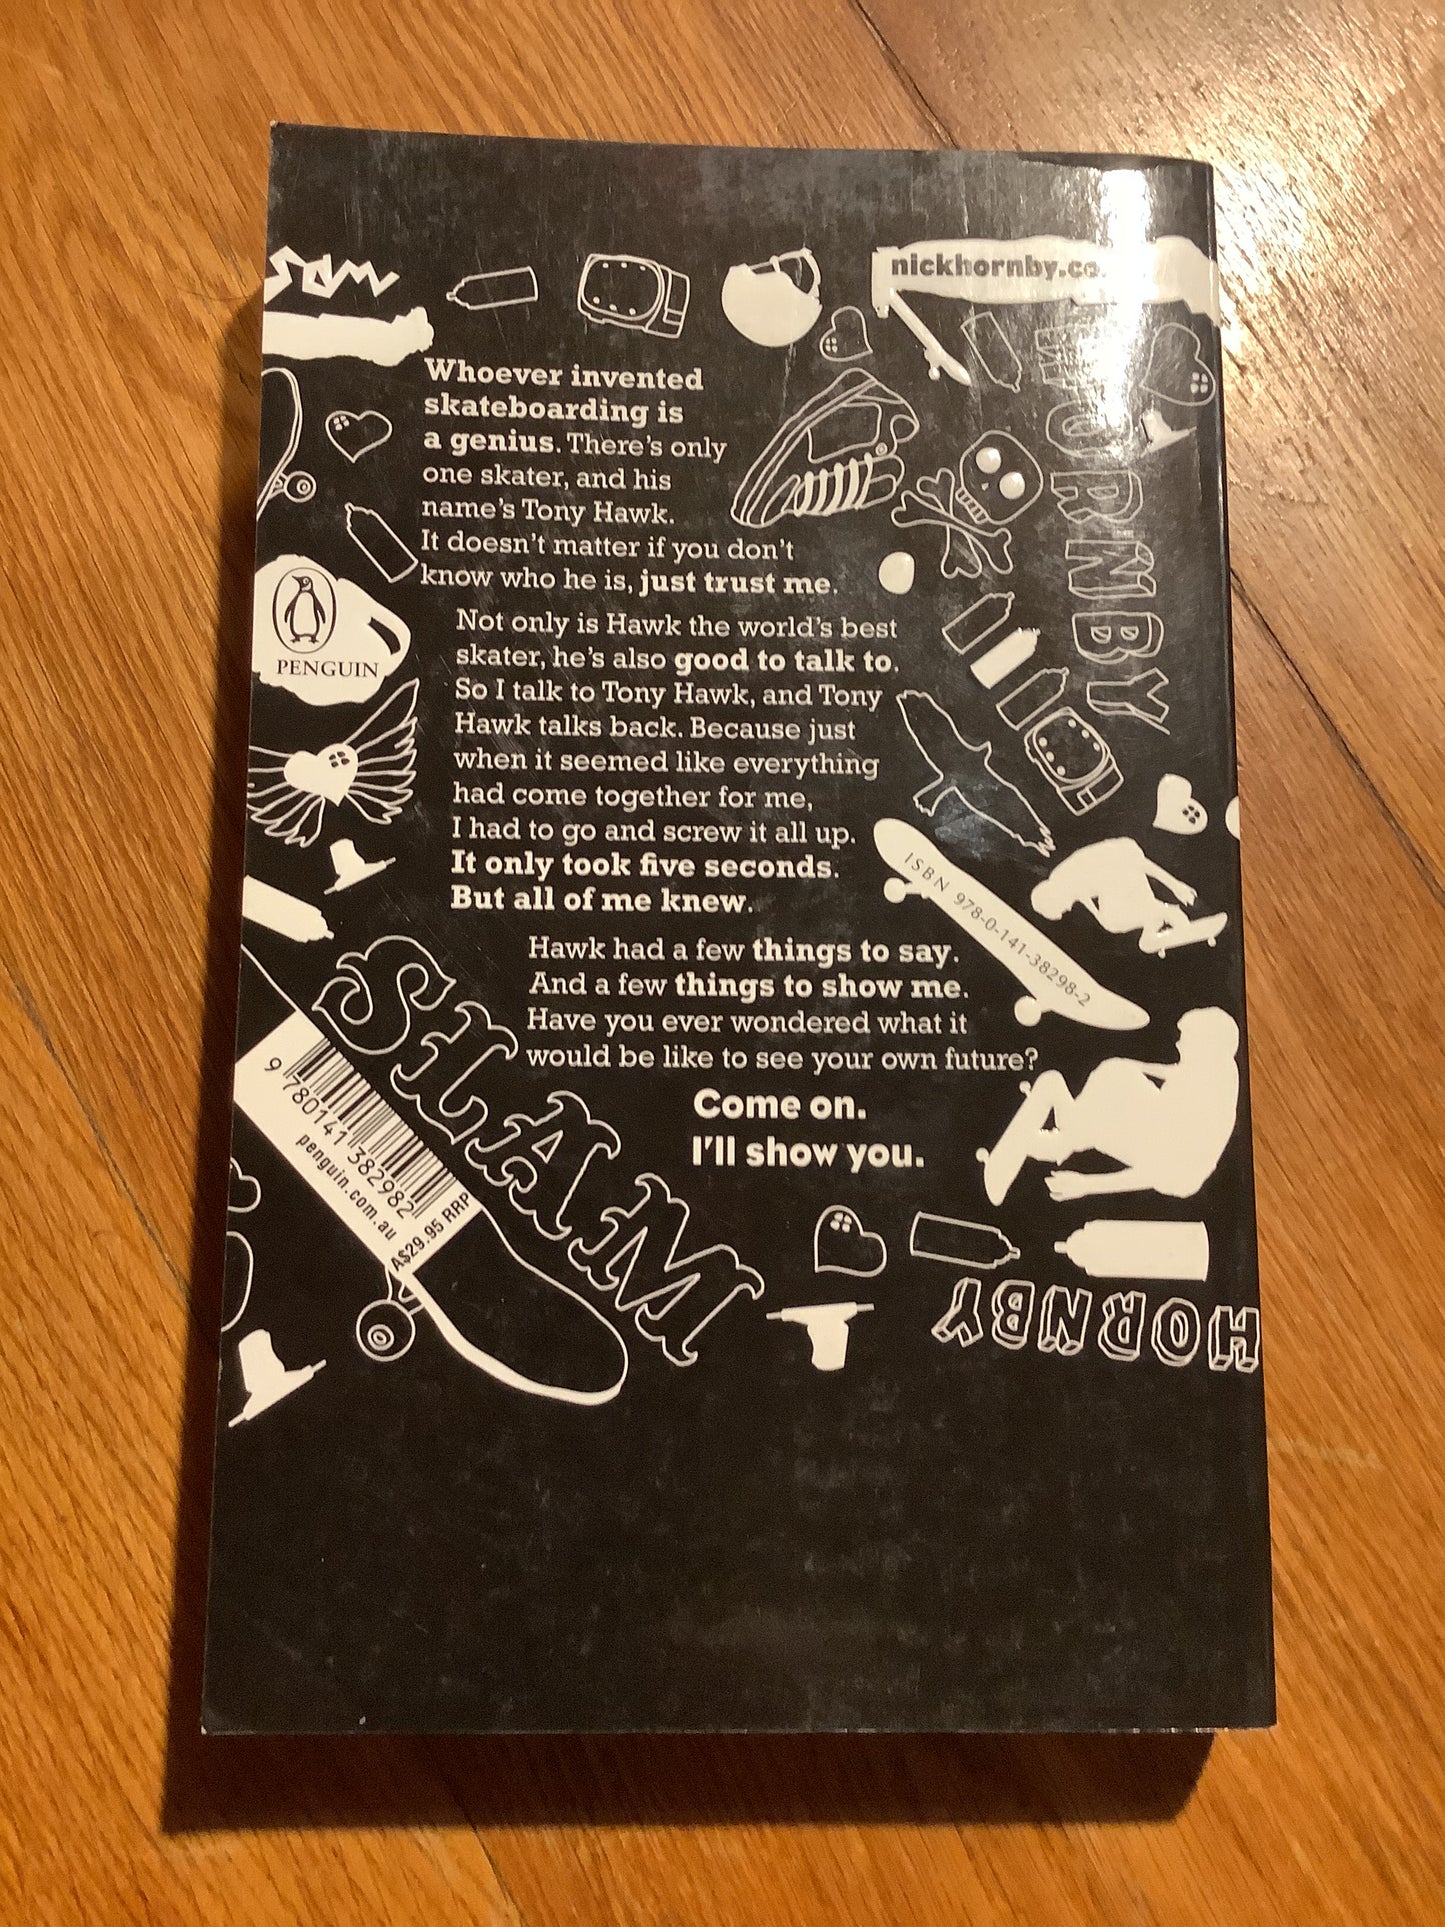 SAM
nickhornby.co.
HORNBY
Whoever invented
skateboarding is
a genius. There's only
one skater, and his
name's Tony Hawk.
It doesn't matter if you don't
know who he is, just trust me.
PENGUIN
Not only is Hawk the world's best
skater, he's also good to talk to.
So I talk to Tony Hawk, and Tony
Hawk talks back. Because just
when it seemed like everything
had come together for me,
I had to go and screw it all up.
It only took five seconds.
But all of me knew.
ISBN 978-0-141-38298-2
Hawk had a few things to say.
And a few things to show me.
Have you ever wondered what it
would be like to see your own future?
Come on.
I'll show you.
SLAM
9 780141 382982
penguin.com.au
A$29.95 RRP
HORNBY